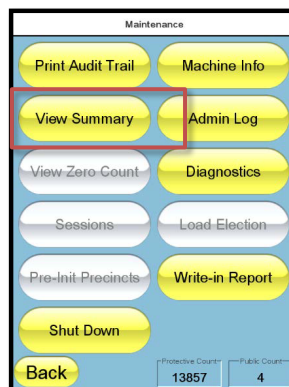 Maintenance
Print Audit Trail Machine Info
View Summary Admin Log
View Zero Count Diagnostics
Sessions Load Election
Pre-Init Precincts Write-in Report
Shut Down
Back
Protective Count Public Count
13857 4